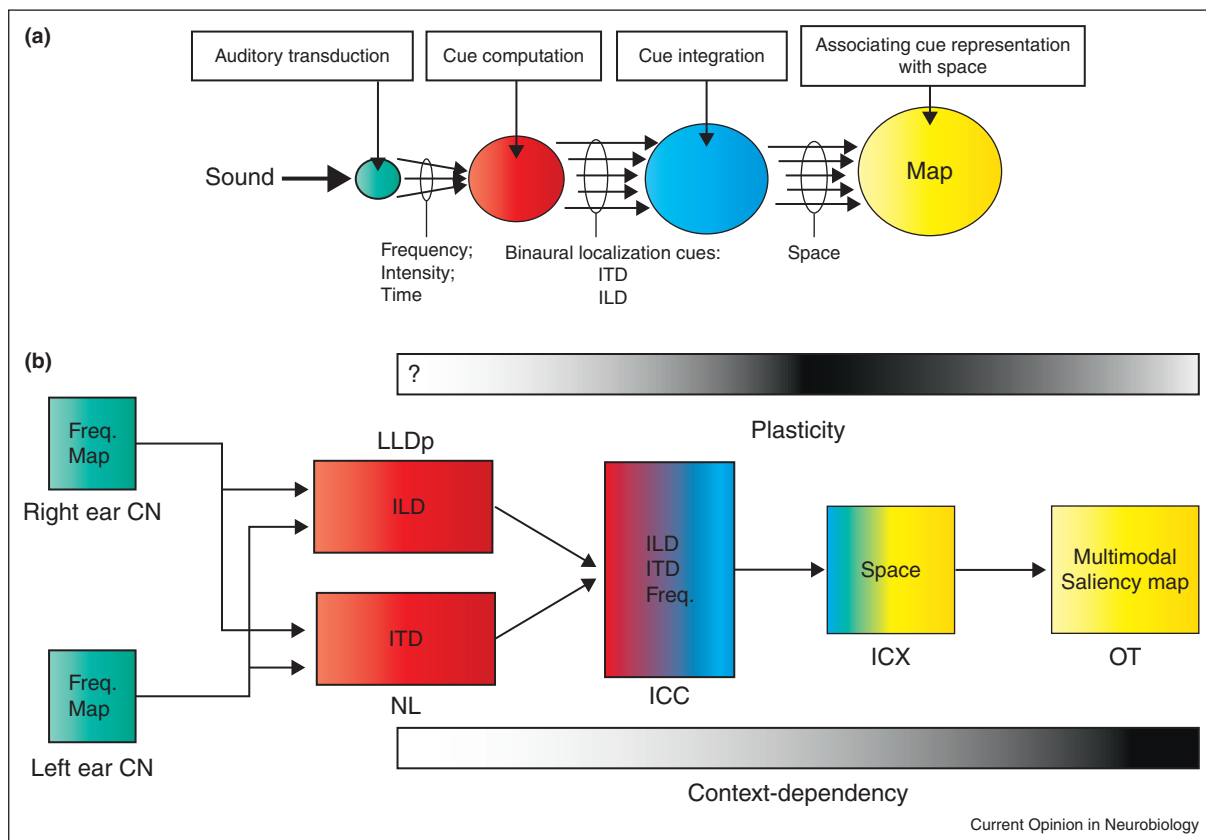 (a)
Auditory transduction
Cue computation
Cue integration
Associating cue representation
with space
Sound
Map
Frequency;
Intensity;
Time
Binaural localization cues:
ITD
ILD
Space
(b)
?
Plasticity
Freq.
Map
Right ear CN
LLDp
ILD
ITD
NL
Freq.
Map
Left ear CN
ILD
ITD
Freq.
ICC
Space
ICX
Multimodal
Saliency map
OT
Context-dependency
Current Opinion in Neurobiology